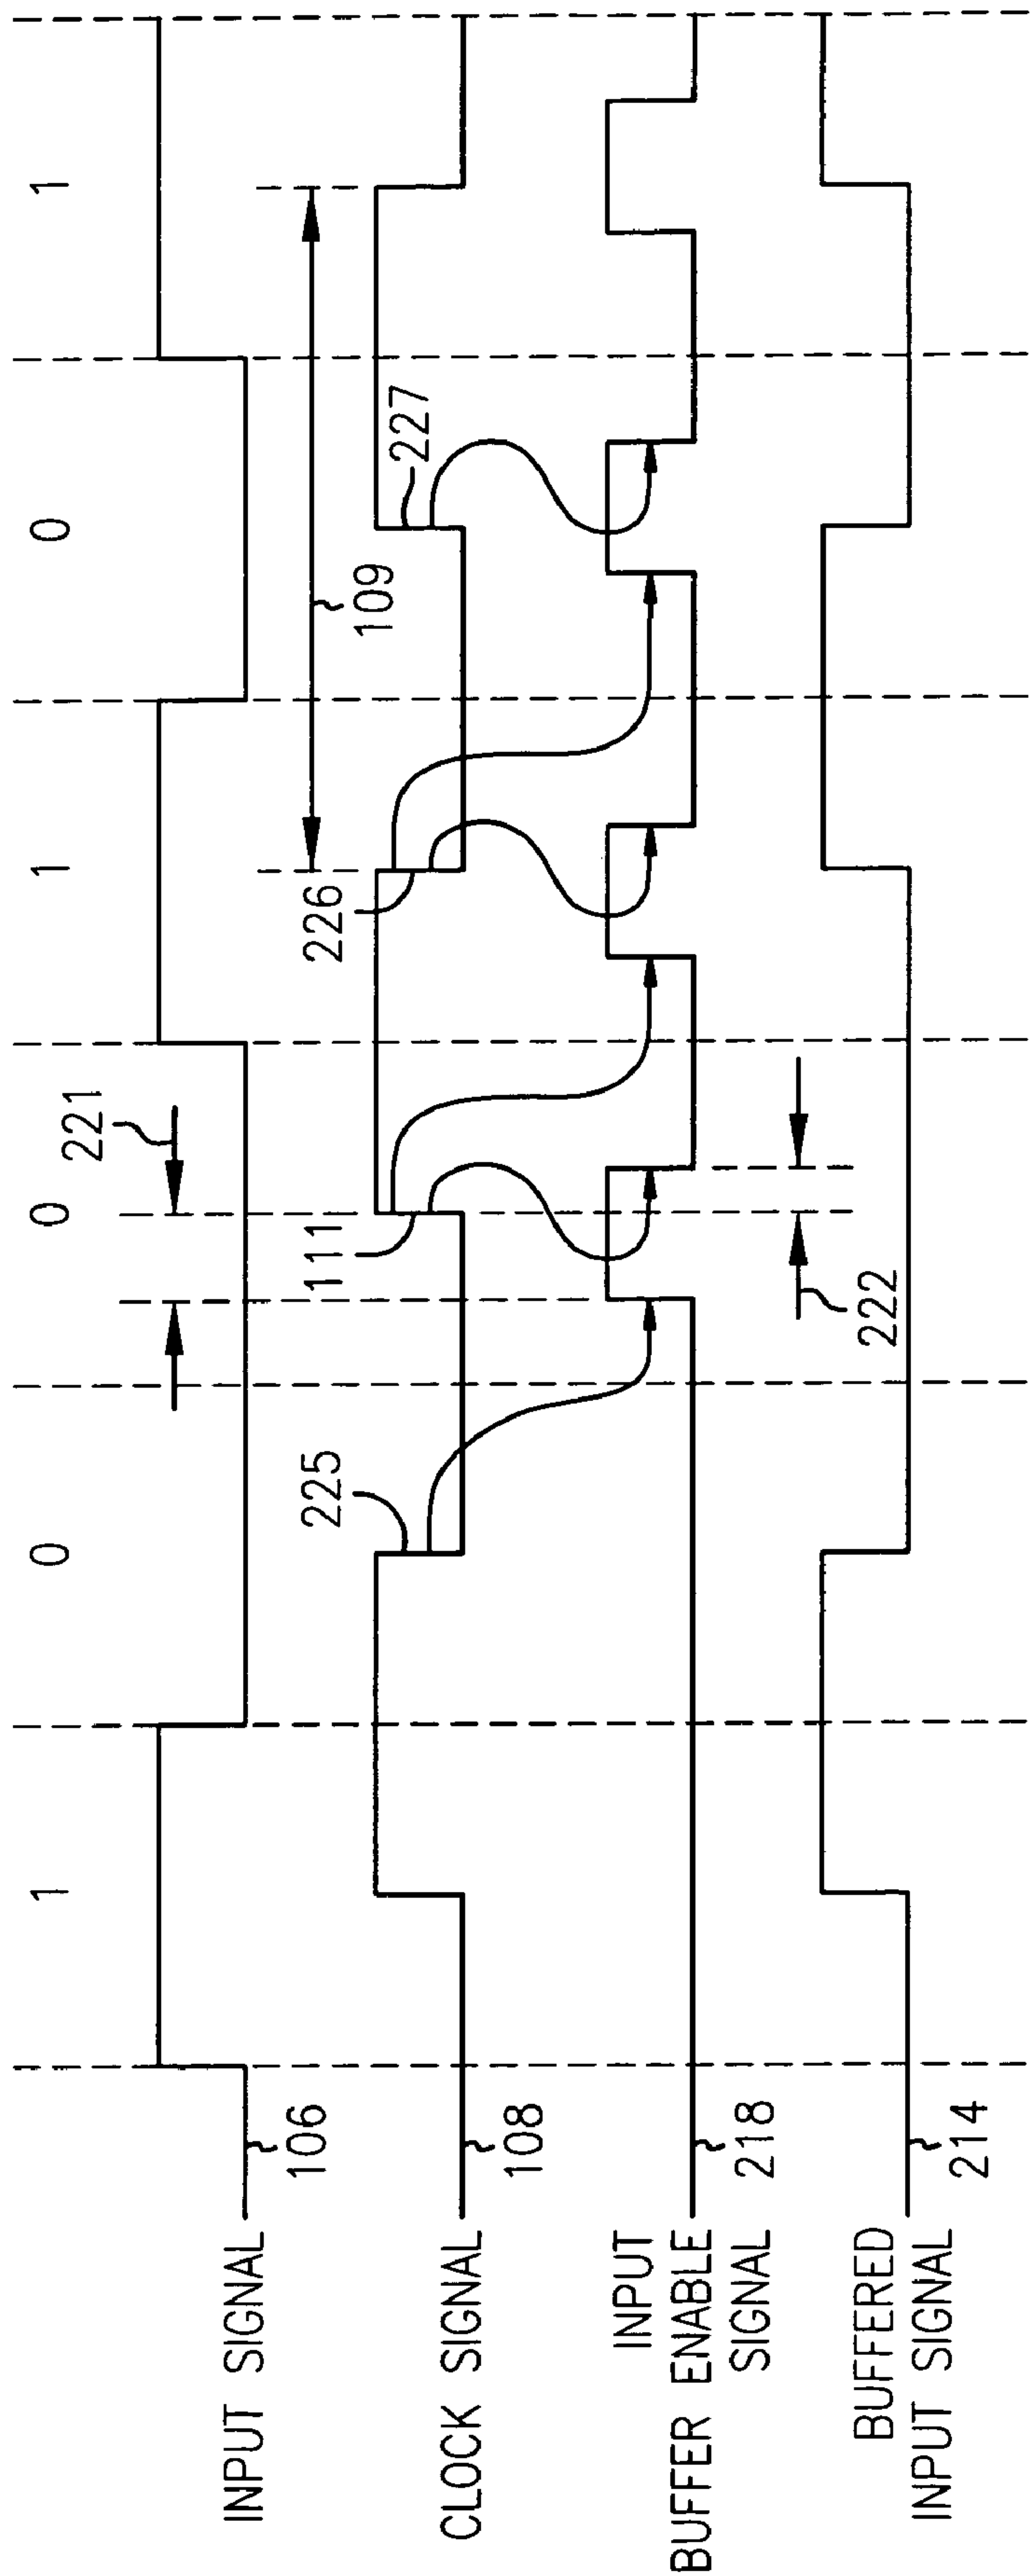 1 0 0 1 0 1
221
INPUT SIGNAL
106
109
225
111
226
227
CLOCK SIGNAL
108
INPUT
BUFFER ENABLE
SIGNAL
218
222
BUFFERED
INPUT SIGNAL
214